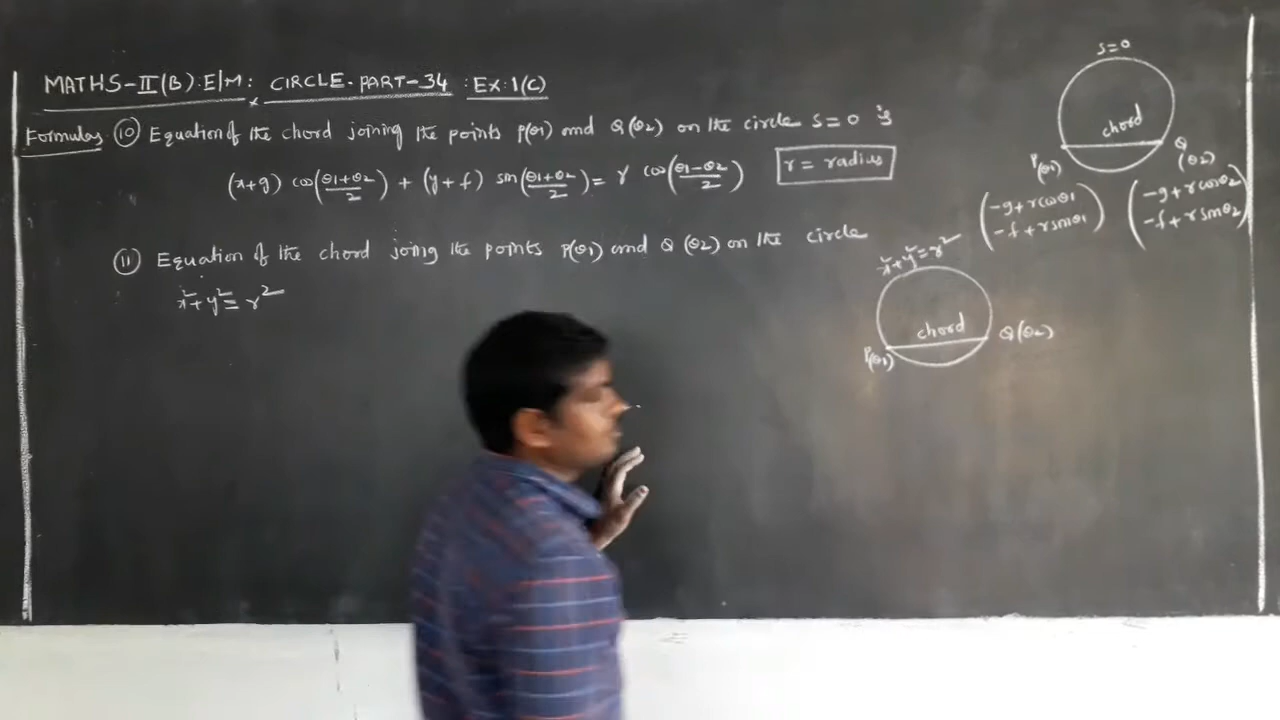 MATHS-II(B):E/M: CIRCLE-PART-34 : EX:1(C)
Formulas (10) Equation of the chord joining the points P(θ1) and Q(θ2) on the circle S=0 is
(x+g) cos((θ1+θ2)/2) + (y+f) sin((θ1+θ2)/2) = r cos((θ1-θ2)/2) r = radius
(11) Equation of the chord joing the points P(θ1) and Q(θ2) on the circle
x²+y²=r²
S=0
chord
P(θ1)
Q(θ2)
(-g+r cosθ1
-f+r sinθ1)
(-g+r cosθ2
-f+r sinθ2)
x²+y²=r²
chord
P(θ1)
Q(θ2)